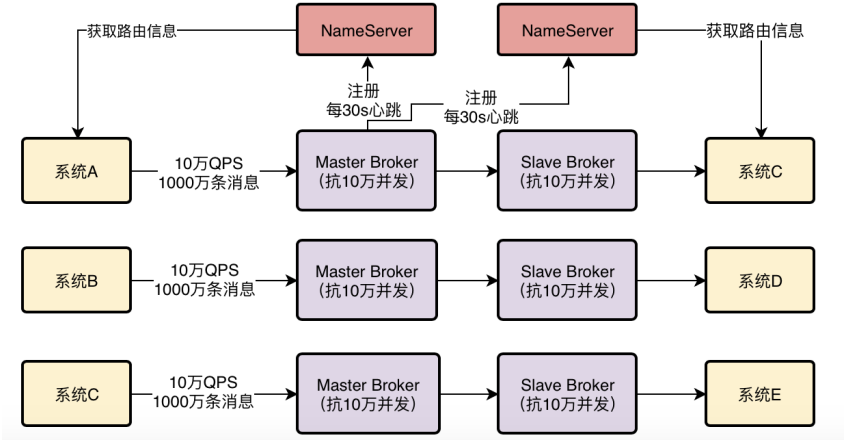 NameServer
NameServer
获取路由信息
获取路由信息
注册
每30s心跳
注册
每30s心跳
系统A
10万QPS
1000万条消息
Master Broker
（抗10万并发）
Slave Broker
（抗10万并发）
系统C
系统B
10万QPS
1000万条消息
Master Broker
（抗10万并发）
Slave Broker
（抗10万并发）
系统D
系统C
10万QPS
1000万条消息
Master Broker
（抗10万并发）
Slave Broker
（抗10万并发）
系统E